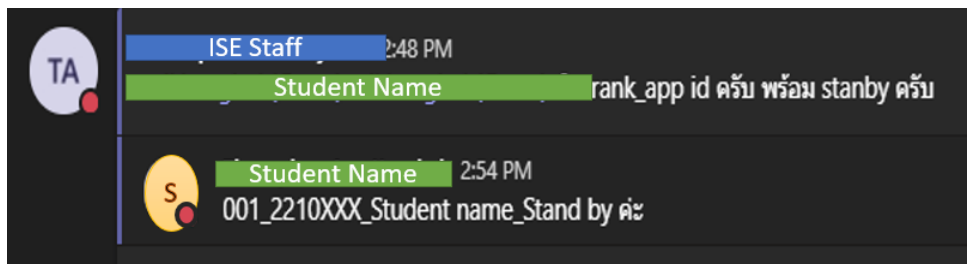 TA
ISE Staff 2:48 PM
Student Name rank_app id ครับ พร้อม stanby ครับ
S
Student Name 2:54 PM
001_2210XXX_Student name_Stand by ค่ะ